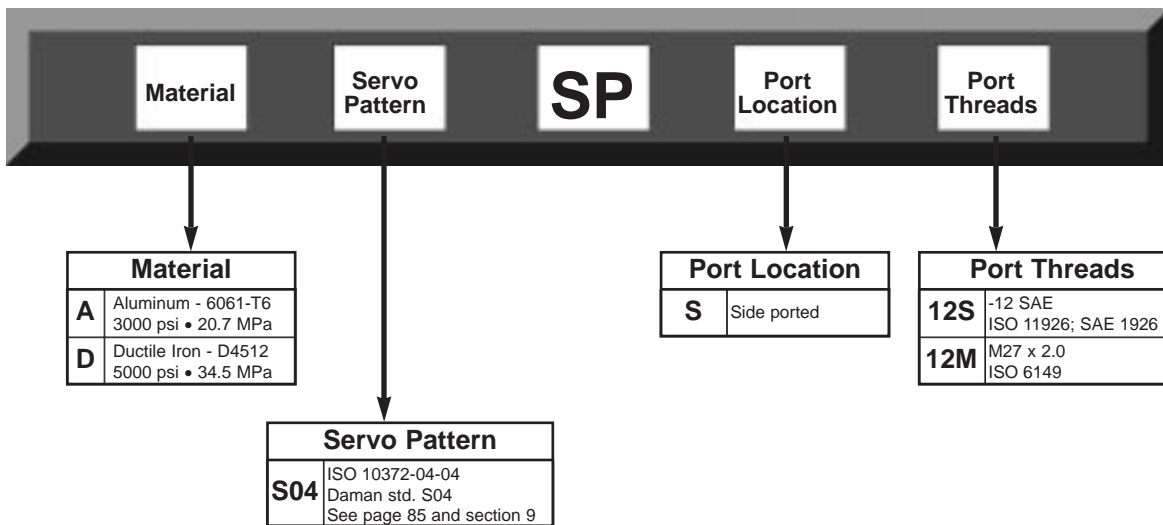 Material
Servo
Pattern
SP
Port
Location
Port
Threads
Material
A
Aluminum - 6061-T6
3000 psi • 20.7 MPa
D
Ductile Iron - D4512
5000 psi • 34.5 MPa
Port Location
S
Side ported
Port Threads
12S
-12 SAE
ISO 11926; SAE 1926
12M
M27 x 2.0
ISO 6149
Servo Pattern
S04
ISO 10372-04-04
Daman std. S04
See page 85 and section 9